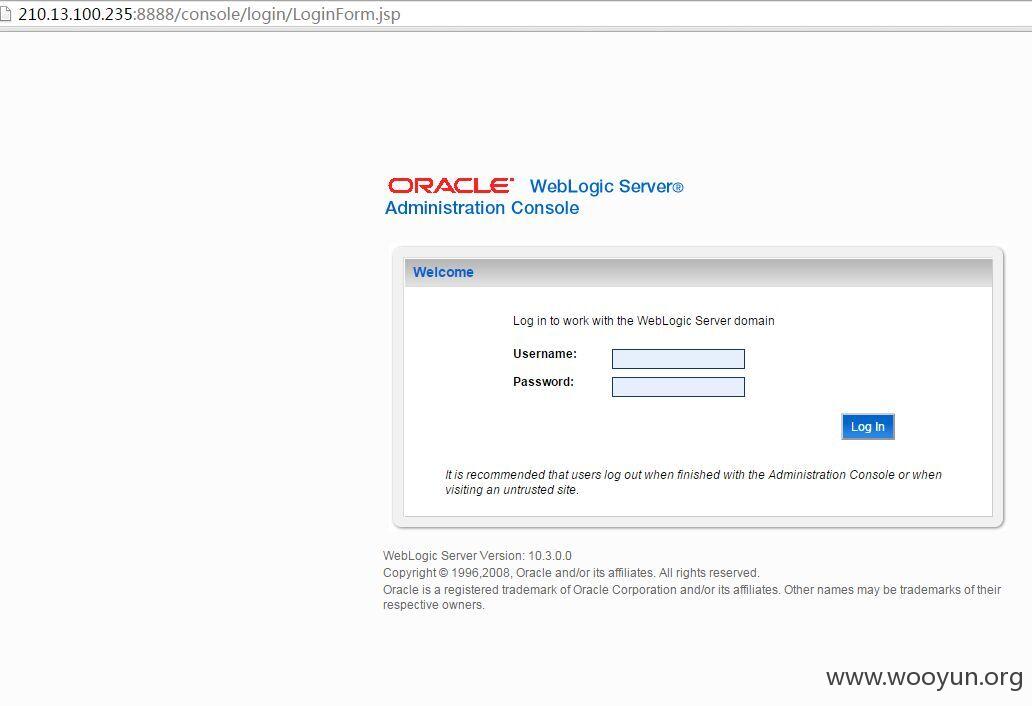 210.13.100.235:8888/console/login/LoginForm.jsp
ORACLE WebLogic Server®
Administration Console
Welcome
Log in to work with the WebLogic Server domain
Username:
Password:
Log In
It is recommended that users log out when finished with the Administration Console or when
visiting an untrusted site.
WebLogic Server Version: 10.3.0.0
Copyright © 1996,2008, Oracle and/or its affiliates. All rights reserved.
Oracle is a registered trademark of Oracle Corporation and/or its affiliates. Other names may be trademarks of their
respective owners.
www.wooyun.org